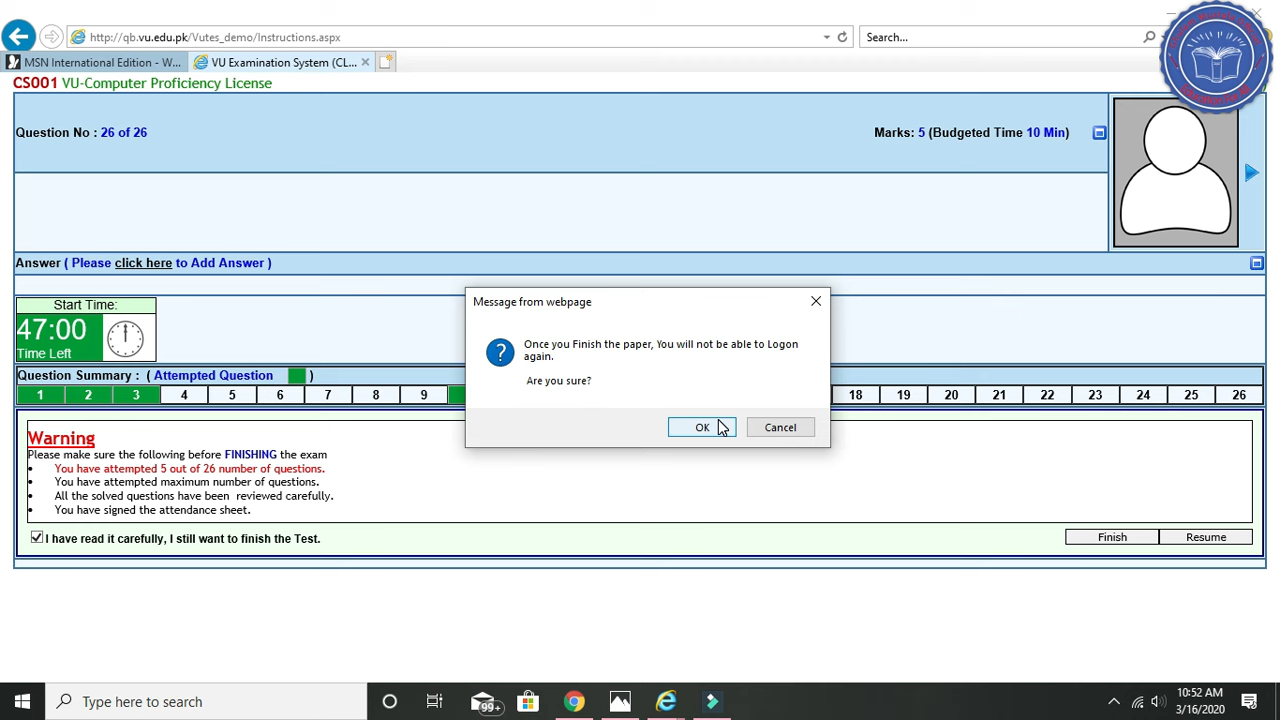 http://qb.vu.edu.pk/Vutes_demo/Instructions.aspx
Search...
MSN International Edition - W...
VU Examination System (CL...
CS001 VU-Computer Proficiency License
Question No : 26 of 26
Marks: 5 (Budgeted Time 10 Min)
Answer ( Please click here to Add Answer )
Start Time:
47:00
Time Left
Message from webpage
?
Once you Finish the paper, You will not be able to Logon
again.
Are you sure?
OK
Cancel
Question Summary : ( Attempted Question )
1 2 3 4 5 6 7 8 9 18 19 20 21 22 23 24 25 26
Warning
Please make sure the following before FINISHING the exam
• You have attempted 5 out of 26 number of questions.
• You have attempted maximum number of questions.
• All the solved questions have been reviewed carefully.
• You have signed the attendance sheet.
I have read it carefully, I still want to finish the Test.
Finish
Resume
Type here to search
99+
10:52 AM
3/16/2020